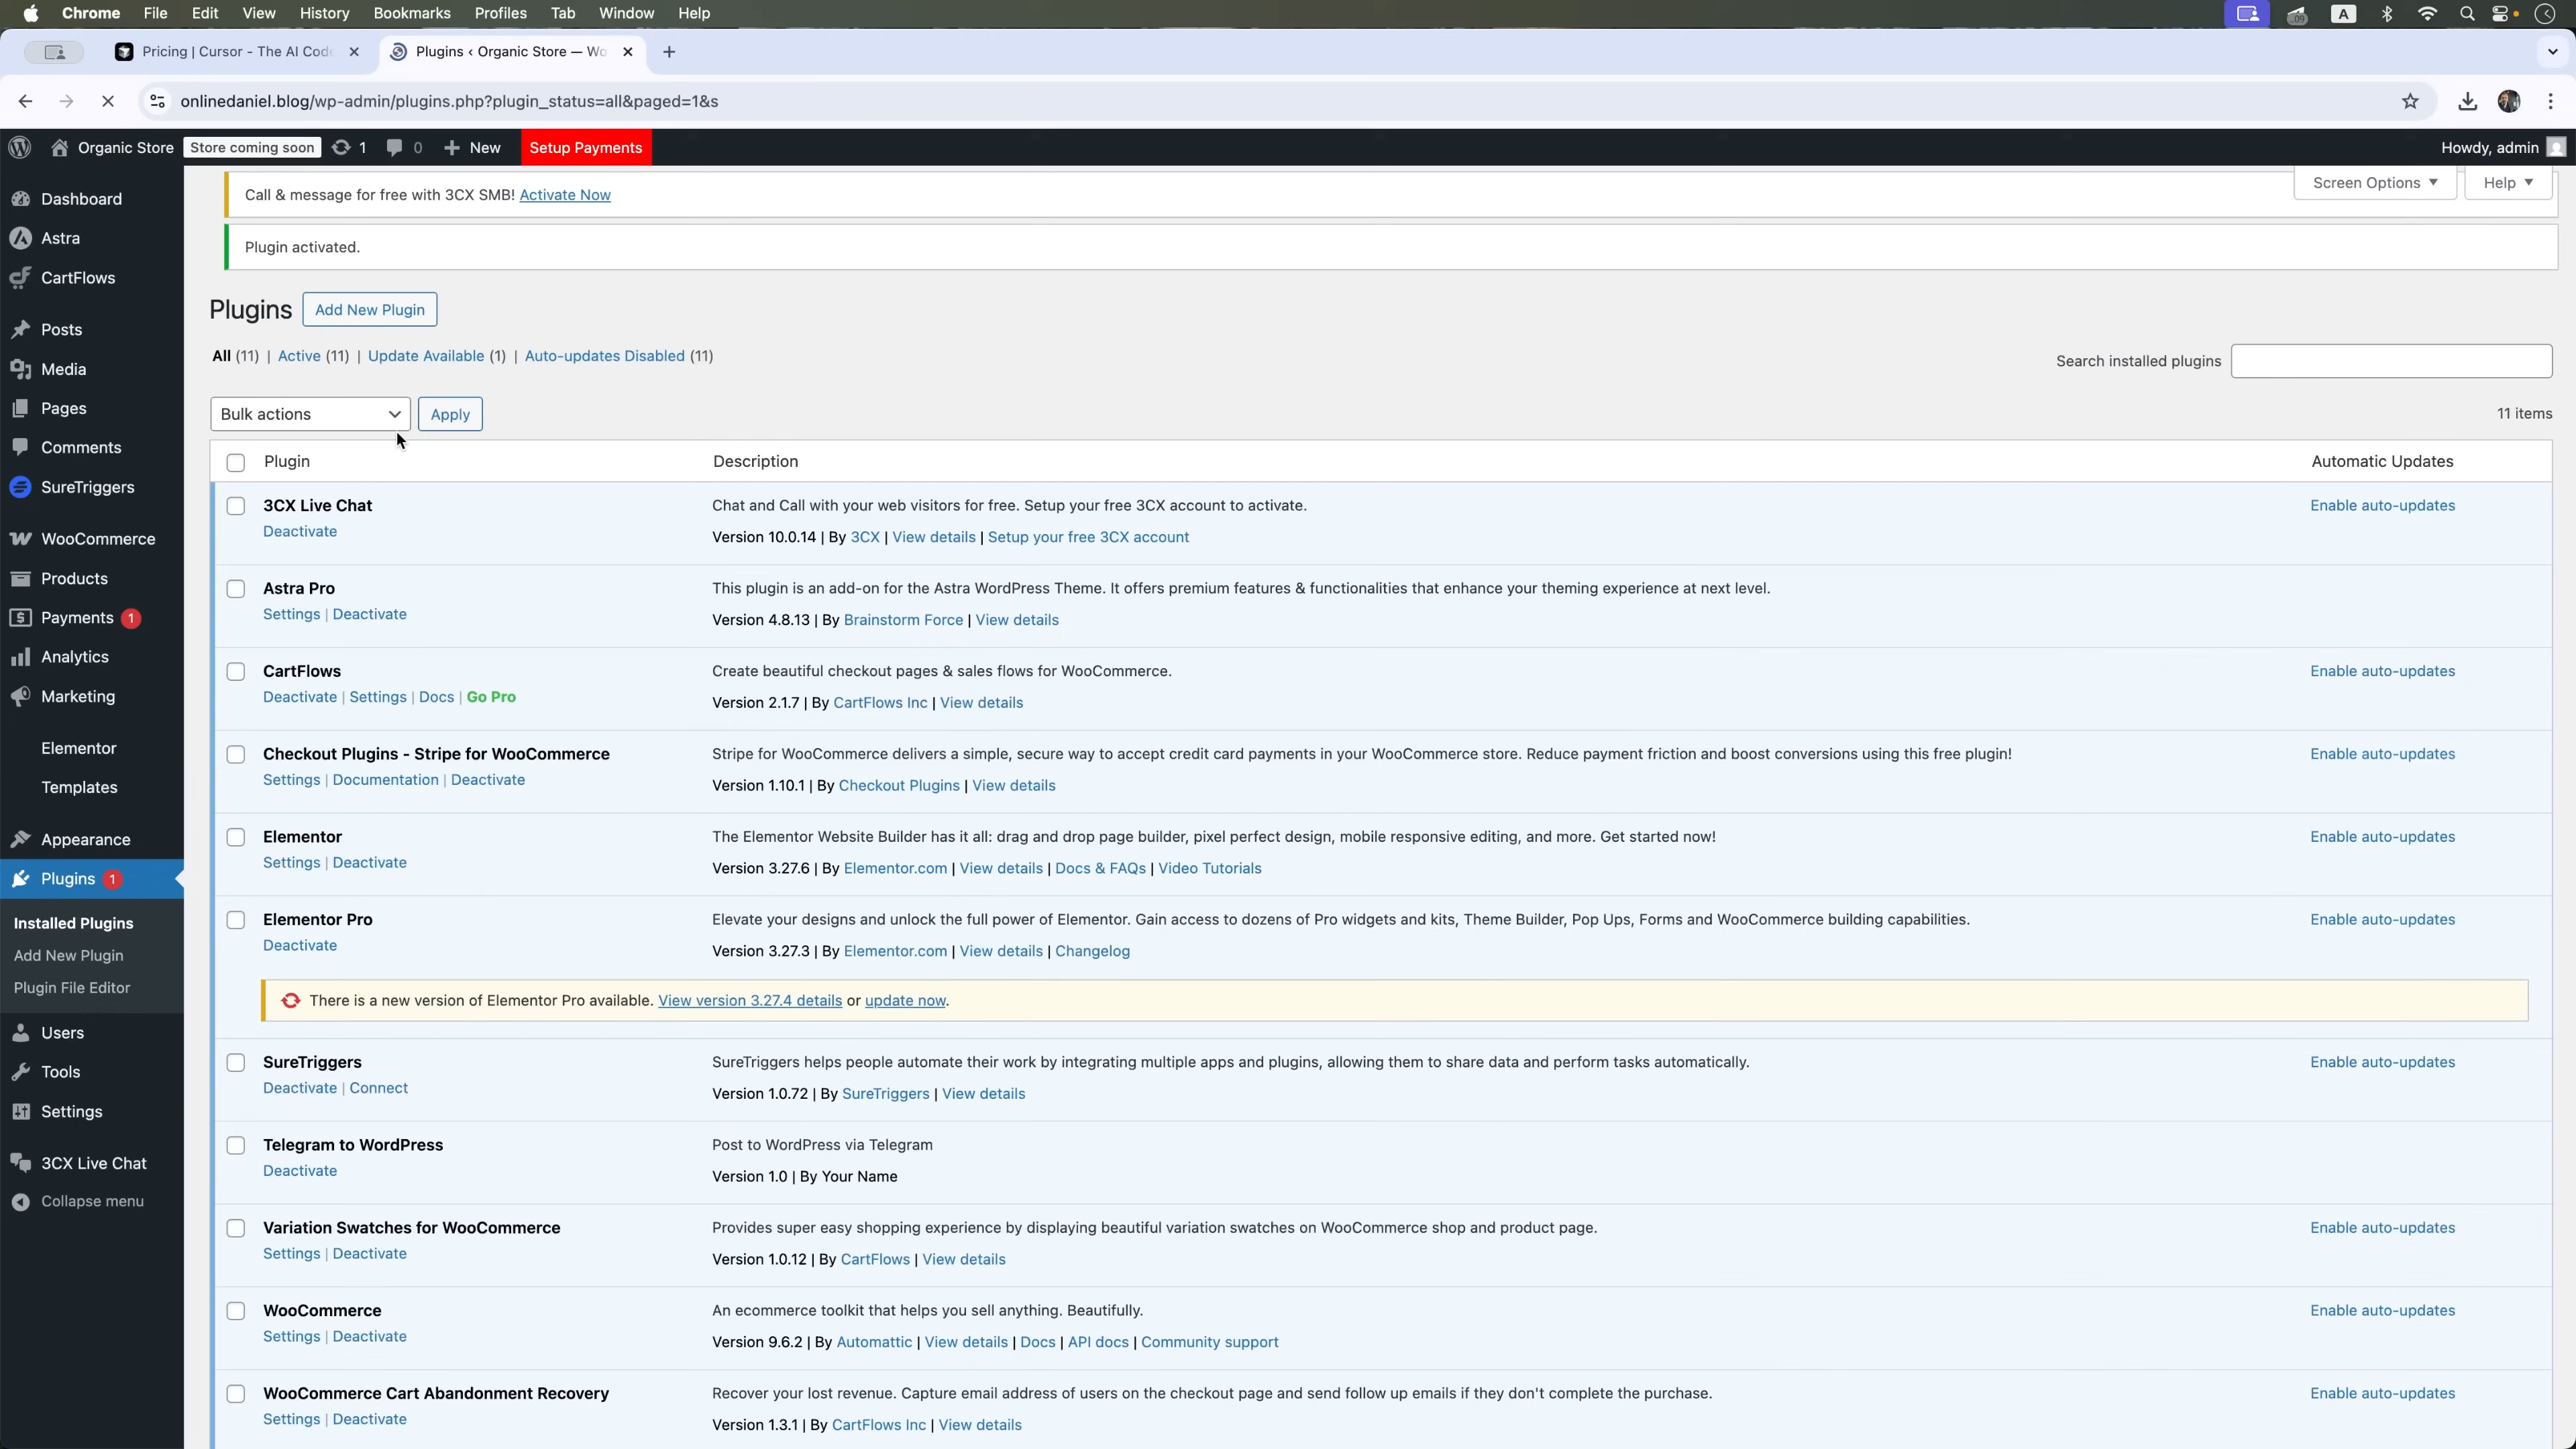 Chrome File Edit View History Bookmarks Profiles Tab Window Help
Pricing | Cursor - The AI Code
Plugins ‹ Organic Store — Wo
onlinedaniel.blog/wp-admin/plugins.php?plugin_status=all&paged=1&s
Organic Store Store coming soon 1 0 New Setup Payments Howdy, admin
Dashboard
Astra
CartFlows
Posts
Media
Pages
Comments
SureTriggers
WooCommerce
Products
Payments 1
Analytics
Marketing
Elementor
Templates
Appearance
Plugins 1
Installed Plugins
Add New Plugin
Plugin File Editor
Users
Tools
Settings
3CX Live Chat
Collapse menu
Screen Options Help
Call & message for free with 3CX SMB! Activate Now
Plugin activated.
Plugins Add New Plugin
All (11) | Active (11) | Update Available (1) | Auto-updates Disabled (11)
Search installed plugins
Bulk actions Apply 11 items
Plugin Description Automatic Updates
3CX Live Chat Chat and Call with your web visitors for free. Setup your free 3CX account to activate. Enable auto-updates
Deactivate Version 10.0.14 | By 3CX | View details | Setup your free 3CX account
Astra Pro This plugin is an add-on for the Astra WordPress Theme. It offers premium features & functionalities that enhance your theming experience at next level.
Settings | Deactivate Version 4.8.13 | By Brainstorm Force | View details
CartFlows Create beautiful checkout pages & sales flows for WooCommerce. Enable auto-updates
Deactivate | Settings | Docs | Go Pro Version 2.1.7 | By CartFlows Inc | View details
Checkout Plugins - Stripe for WooCommerce Stripe for WooCommerce delivers a simple, secure way to accept credit card payments in your WooCommerce store. Reduce payment friction and boost conversions using this free plugin! Enable auto-updates
Settings | Documentation | Deactivate Version 1.10.1 | By Checkout Plugins | View details
Elementor The Elementor Website Builder has it all: drag and drop page builder, pixel perfect design, mobile responsive editing, and more. Get started now! Enable auto-updates
Settings | Deactivate Version 3.27.6 | By Elementor.com | View details | Docs & FAQs | Video Tutorials
Elementor Pro Elevate your designs and unlock the full power of Elementor. Gain access to dozens of Pro widgets and kits, Theme Builder, Pop Ups, Forms and WooCommerce building capabilities. Enable auto-updates
Deactivate Version 3.27.3 | By Elementor.com | View details | Changelog
There is a new version of Elementor Pro available. View version 3.27.4 details or update now.
SureTriggers SureTriggers helps people automate their work by integrating multiple apps and plugins, allowing them to share data and perform tasks automatically. Enable auto-updates
Deactivate | Connect Version 1.0.72 | By SureTriggers | View details
Telegram to WordPress Post to WordPress via Telegram
Deactivate Version 1.0 | By Your Name
Variation Swatches for WooCommerce Provides super easy shopping experience by displaying beautiful variation swatches on WooCommerce shop and product page. Enable auto-updates
Settings | Deactivate Version 1.0.12 | By CartFlows | View details
WooCommerce An ecommerce toolkit that helps you sell anything. Beautifully. Enable auto-updates
Settings | Deactivate Version 9.6.2 | By Automattic | View details | Docs | API docs | Community support
WooCommerce Cart Abandonment Recovery Recover your lost revenue. Capture email address of users on the checkout page and send follow up emails if they don't complete the purchase. Enable auto-updates
Settings | Deactivate Version 1.3.1 | By CartFlows Inc | View details